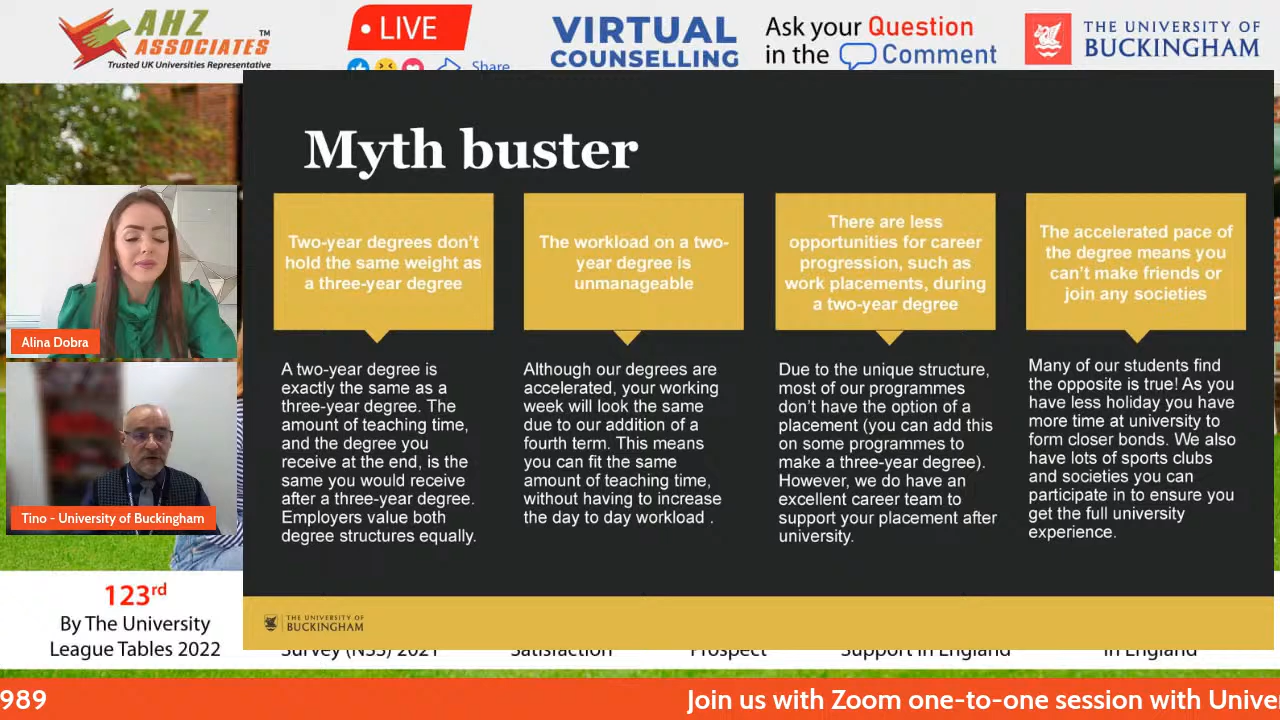 AHZ
ASSOCIATES
TM
Trusted UK Universities Representative
• LIVE
Share
VIRTUAL
COUNSELLING
Ask your Question
in the Comment
THE UNIVERSITY OF
BUCKINGHAM
Myth buster
Two-year degrees don't
hold the same weight as
a three-year degree
A two-year degree is
exactly the same as a
three-year degree. The
amount of teaching time,
and the degree you
receive at the end, is the
same you would receive
after a three-year degree.
Employers value both
degree structures equally.
The workload on a two-
year degree is
unmanageable
Although our degrees are
accelerated, your working
week will look the same
due to our addition of a
fourth term. This means
you can fit the same
amount of teaching time,
without having to increase
the day to day workload .
There are less
opportunities for career
progression, such as
work placements, during
a two-year degree
Due to the unique structure,
most of our programmes
don't have the option of a
placement (you can add this
on some programmes to
make a three-year degree).
However, we do have an
excellent career team to
support your placement after
university.
The accelerated pace of
the degree means you
can't make friends or
join any societies
Many of our students find
the opposite is true! As you
have less holiday you have
more time at university to
form closer bonds. We also
have lots of sports clubs
and societies you can
participate in to ensure you
get the full university
experience.
Alina Dobra
Tino - University of Buckingham
THE UNIVERSITY OF
BUCKINGHAM
123rd
By The University
League Tables 2022
Survey (NSS) 2021
Satisfaction
Prospect
Support in England
in England
989
Join us with Zoom one-to-one session with Unive